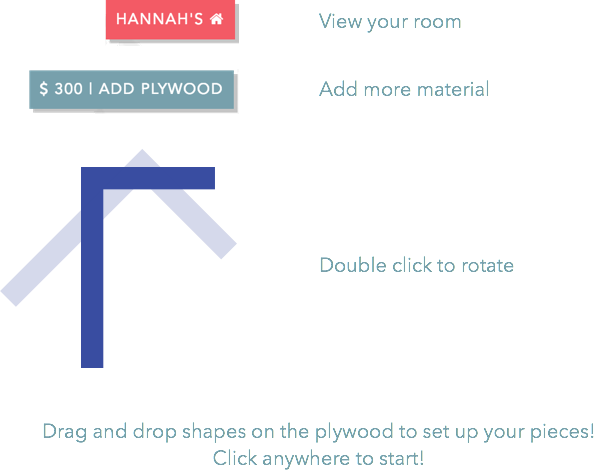 HANNAH'S
View your room
$ 300 | ADD PLYWOOD
Add more material
Double click to rotate
Drag and drop shapes on the plywood to set up your pieces!
Click anywhere to start!